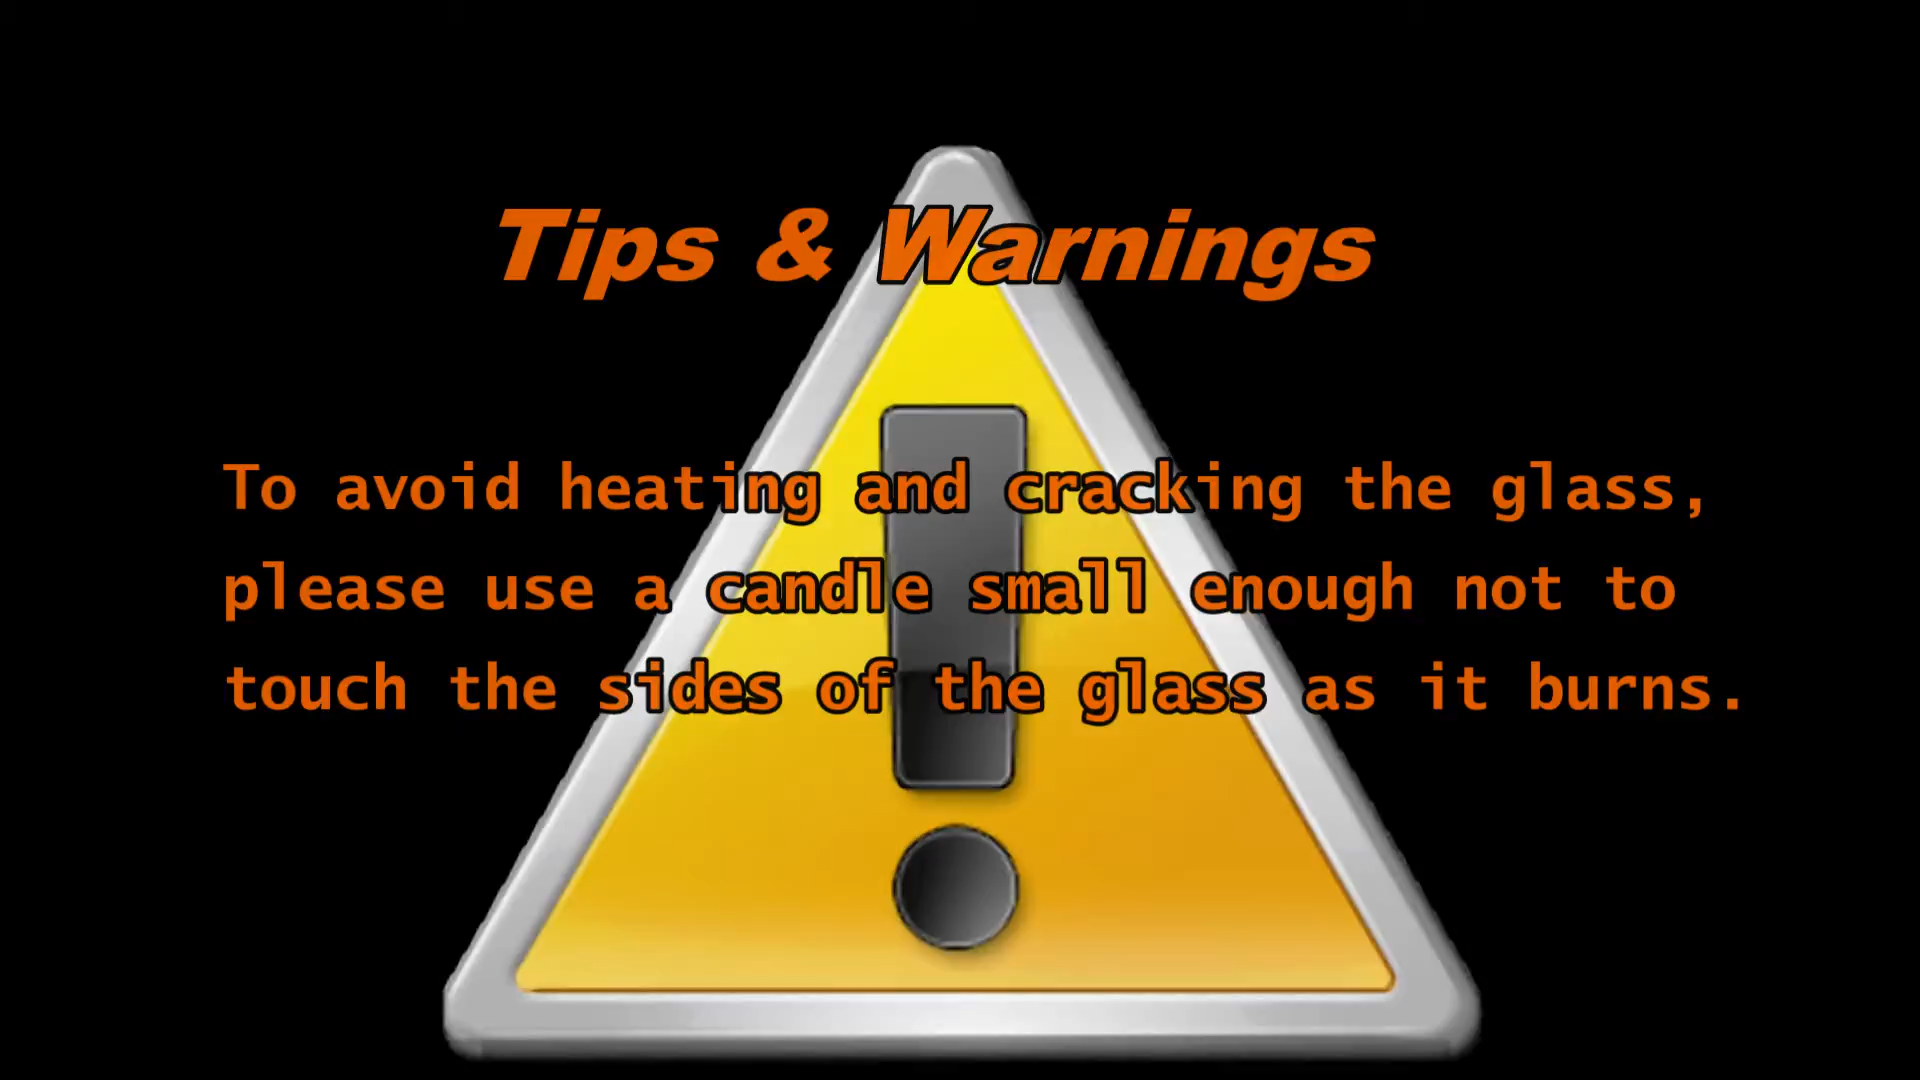 Tips & Warnings
To avoid heating and cracking the glass,
please use a candle small enough not to
touch the sides of the glass as it burns.